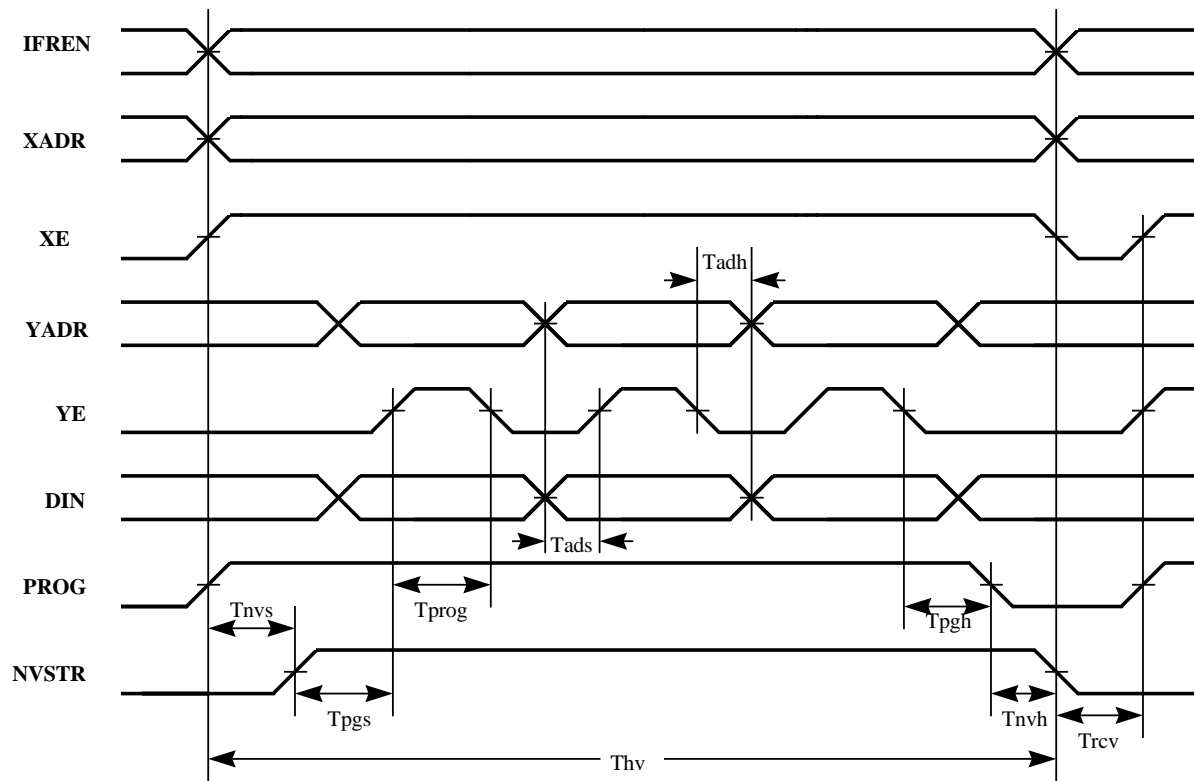 IFREN
XADR
XE
Tadh
YADR
YE
DIN
Tads
PROG
Tnvs
Tprog
Tpgh
NVSTR
Tpgs
Tnvh
Trcv
Thv